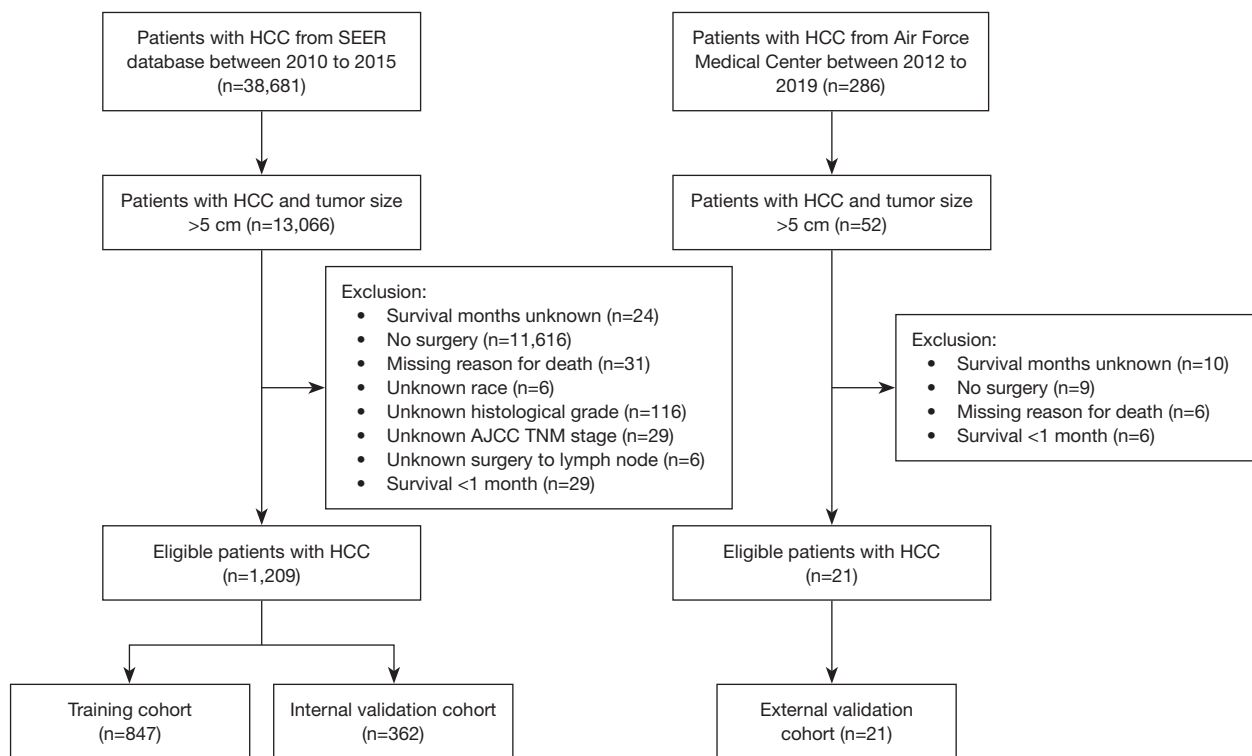 Patients with HCC from SEER
database between 2010 to 2015
(n=38,681)
Patients with HCC from Air Force
Medical Center between 2012 to
2019 (n=286)
Patients with HCC and tumor size
>5 cm (n=13,066)
Patients with HCC and tumor size
>5 cm (n=52)
Exclusion:
• Survival months unknown (n=24)
• No surgery (n=11,616)
• Missing reason for death (n=31)
• Unknown race (n=6)
• Unknown histological grade (n=116)
• Unknown AJCC TNM stage (n=29)
• Unknown surgery to lymph node (n=6)
• Survival <1 month (n=29)
Exclusion:
• Survival months unknown (n=10)
• No surgery (n=9)
• Missing reason for death (n=6)
• Survival <1 month (n=6)
Eligible patients with HCC
(n=1,209)
Eligible patients with HCC
(n=21)
Training cohort
(n=847)
Internal validation cohort
(n=362)
External validation
cohort (n=21)